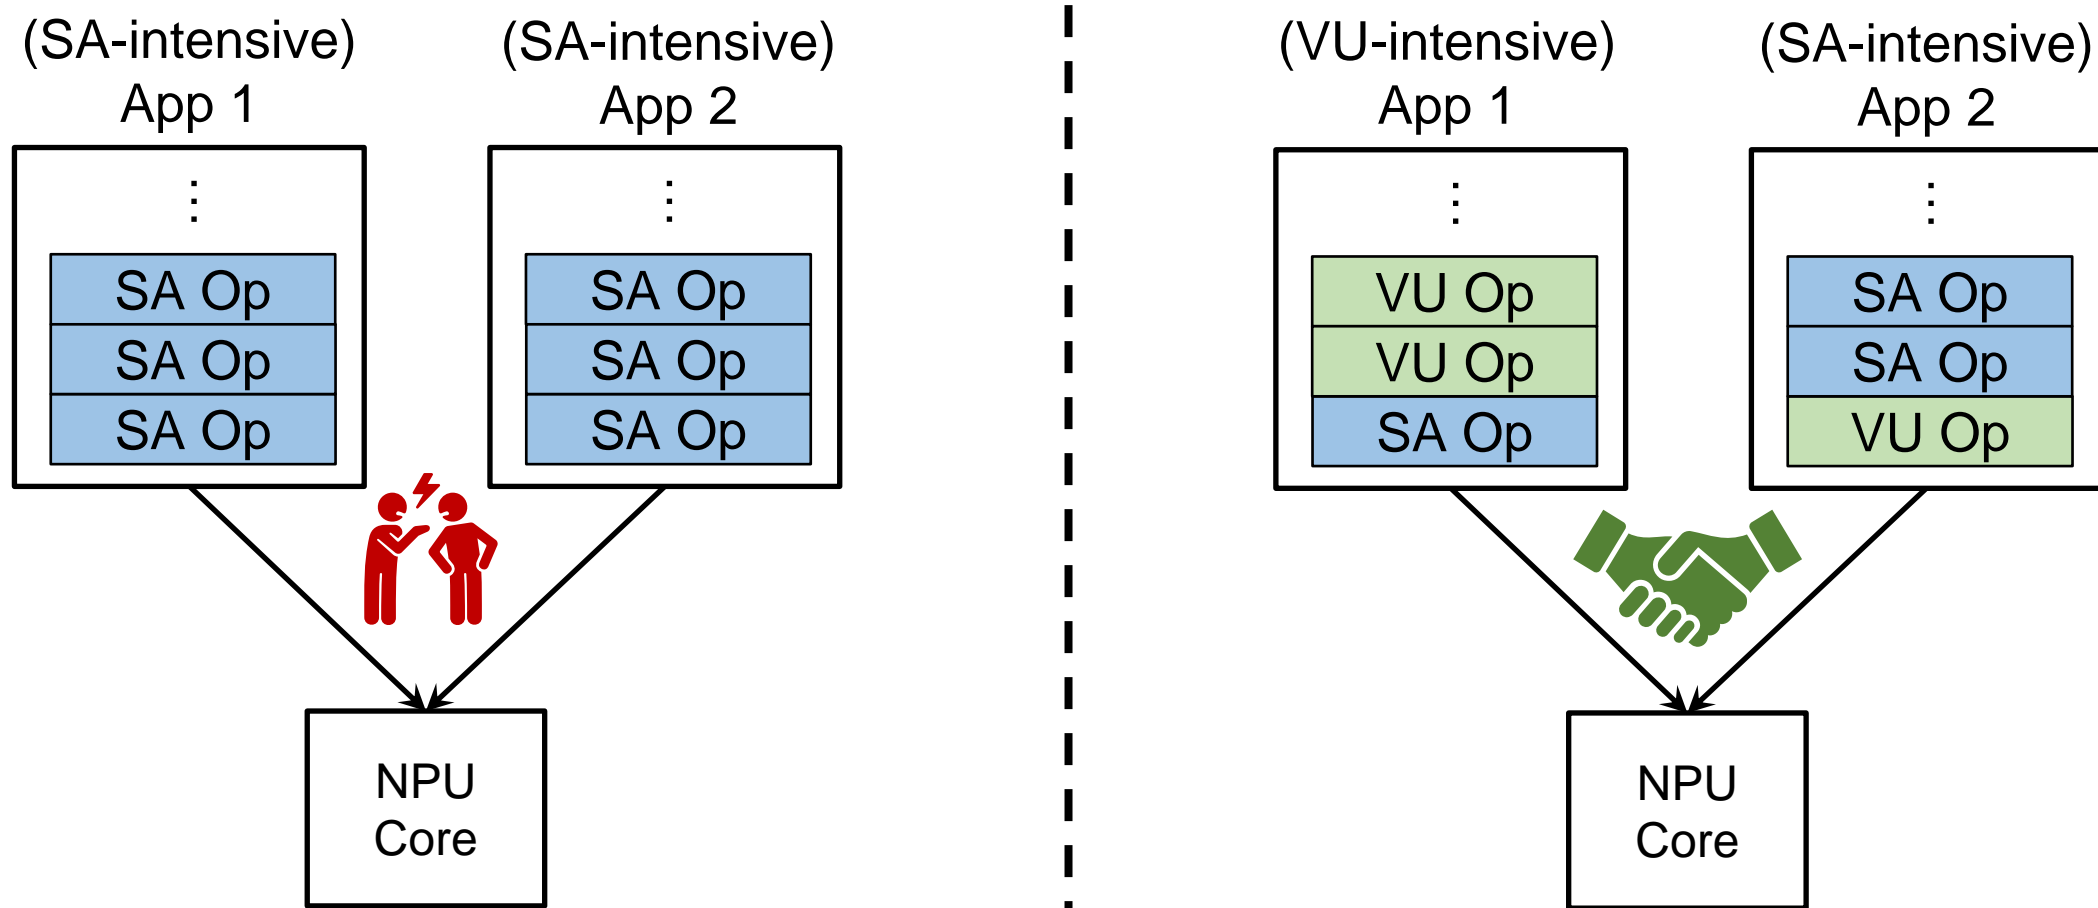 (SA-intensive)
App 1
(SA-intensive)
App 2
⋮
SA Op
SA Op
SA Op
⋮
SA Op
SA Op
SA Op
NPU
Core
(VU-intensive)
App 1
(SA-intensive)
App 2
⋮
VU Op
VU Op
SA Op
⋮
SA Op
SA Op
VU Op
NPU
Core